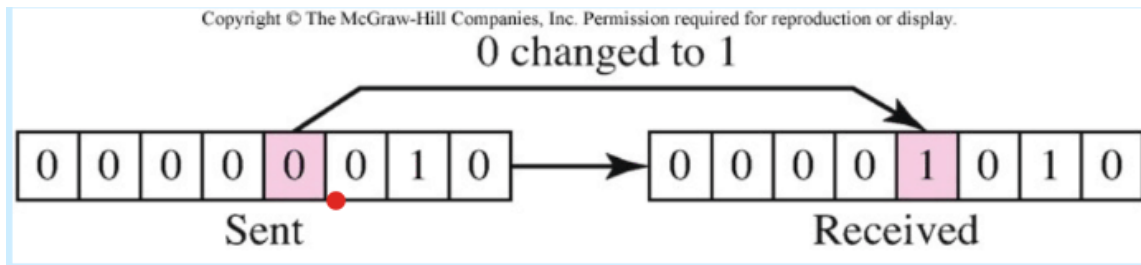 Copyright © The McGraw-Hill Companies, Inc. Permission required for reproduction or display.
0 changed to 1
0 0 0 0 0 0 1 0 0 0 0 0 1 0 1 0
Sent Received